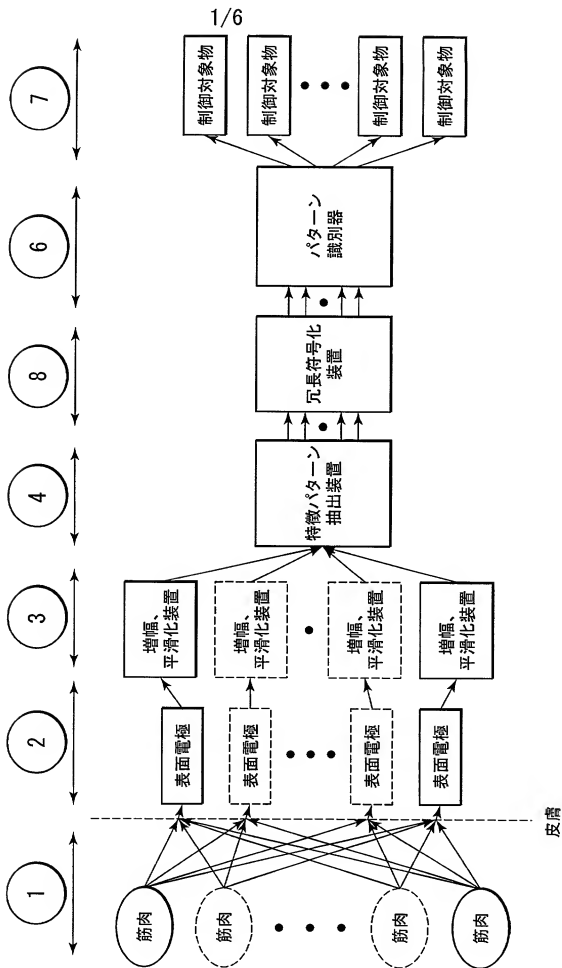 1/6
1
2
3
4
8
6
7
筋肉
筋肉
筋肉
筋肉
皮膚
表面電極
表面電極
表面電極
表面電極
増幅、
平滑化装置
増幅、
平滑化装置
増幅、
平滑化装置
増幅、
平滑化装置
特徴パターン
抽出装置
冗長符号化
装置
パターン
識別器
制御対象物
制御対象物
制御対象物
制御対象物